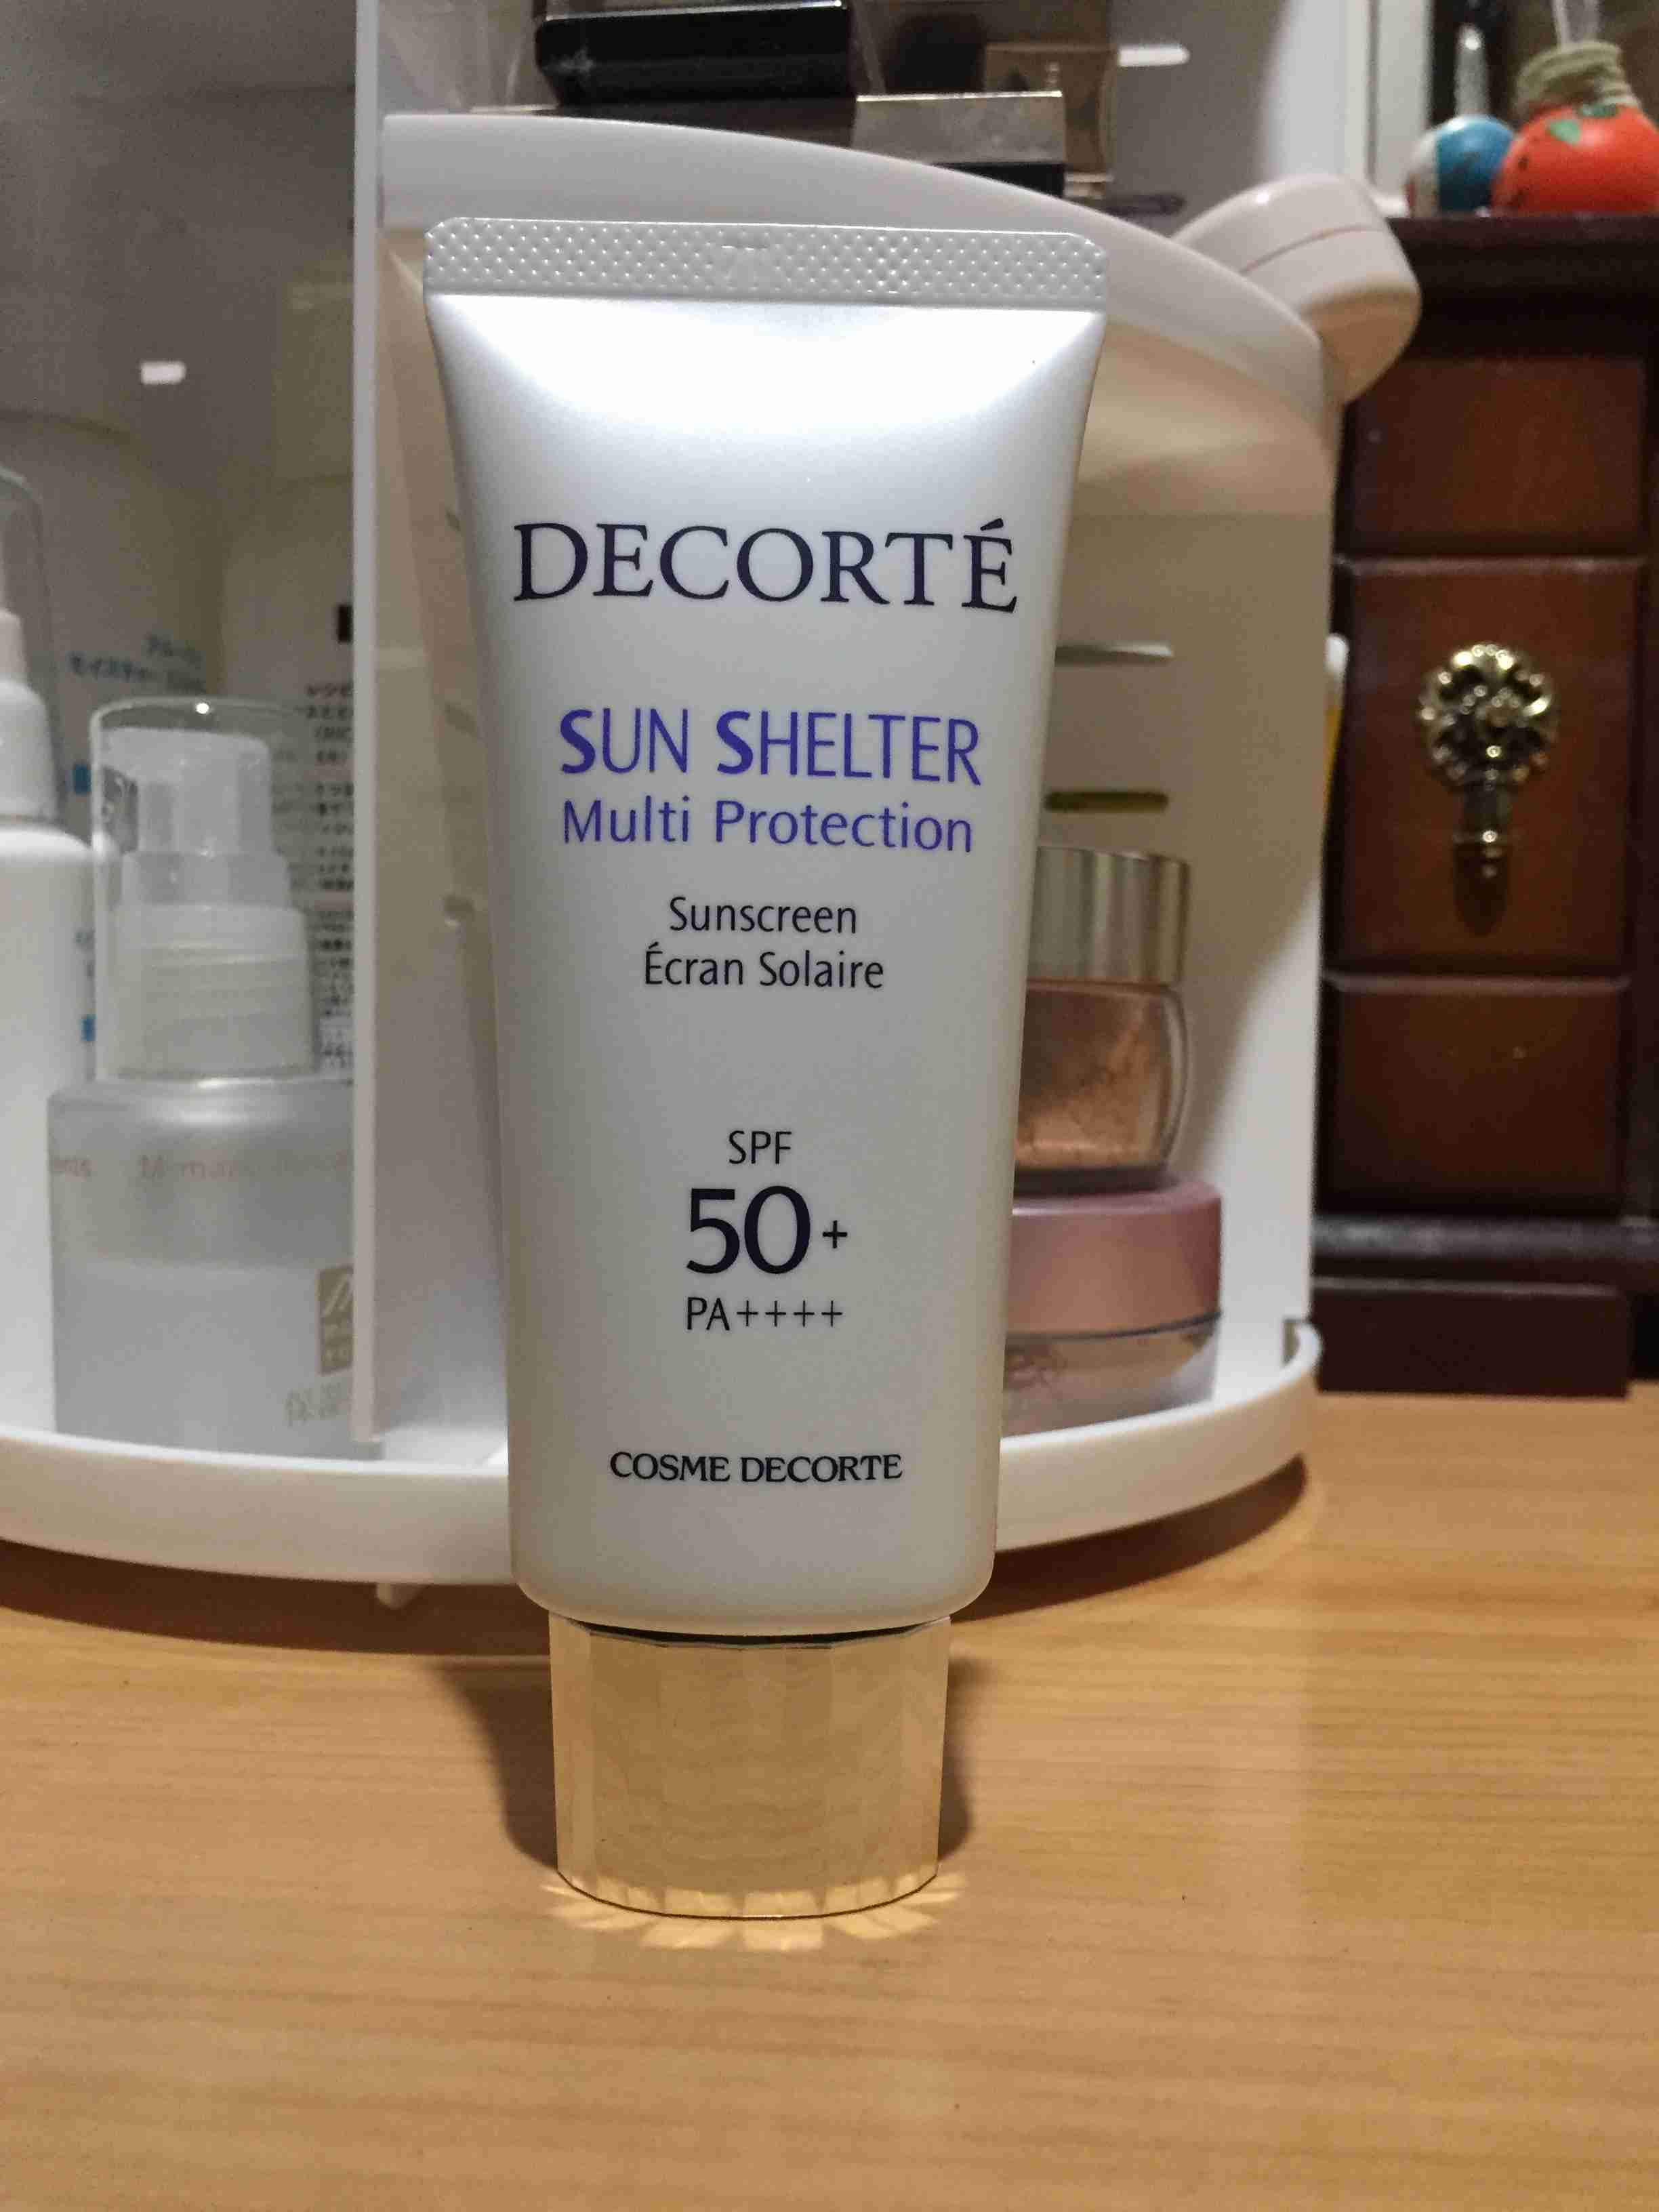 DECORTÉ
SUN SHELTER
Multi Protection
Sunscreen
Écran Solaire
SPF
50+
PA++++
COSME DECORTE